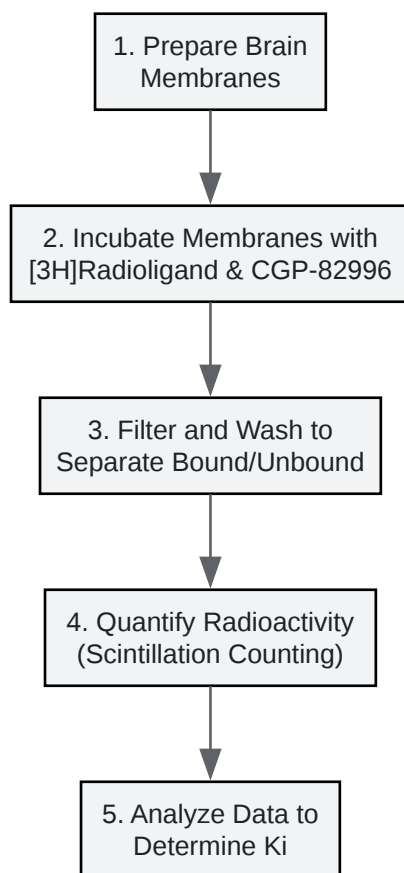 1. Prepare Brain
Membranes
2. Incubate Membranes with
[3H]Radioligand & CGP-82996
3. Filter and Wash to
Separate Bound/Unbound
4. Quantify Radioactivity
(Scintillation Counting)
5. Analyze Data to
Determine Ki